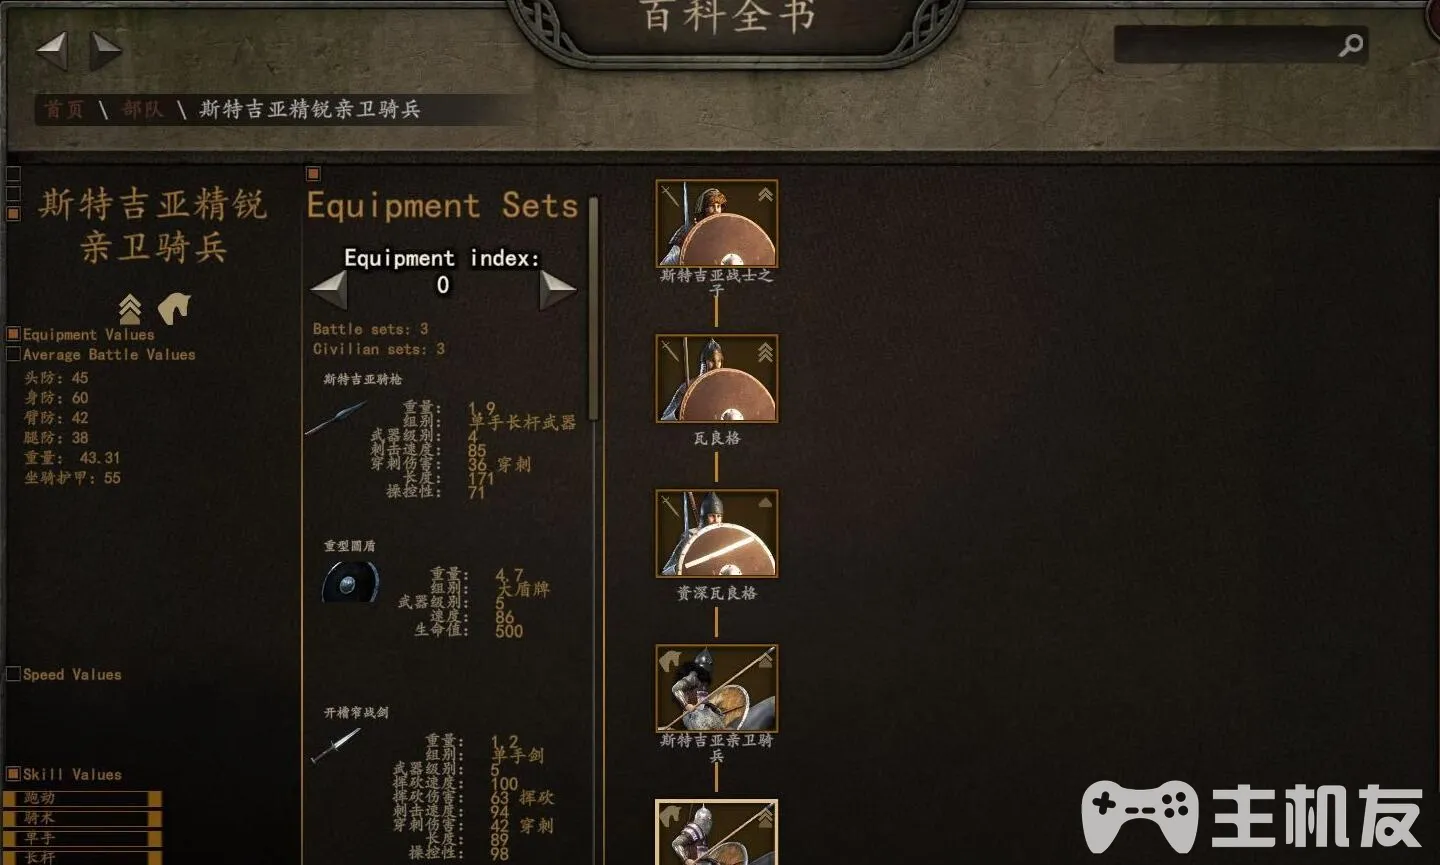 百科全书
首页 \ 部队 \ 斯特吉亚精锐亲卫骑兵
斯特吉亚精锐
亲卫骑兵
Equipment Values
Average Battle Values
头防: 45
身防: 60
臂防: 42
腿防: 38
重量: 43.31
坐骑护甲: 55
Speed Values
Skill Values
跑动
骑术
单手
长杆
Equipment Sets
Equipment index:
0
Battle sets: 3
Civilian sets: 3
斯特吉亚骑枪
重量: 1.9
组别: 单手长杆武器
武器级别: 4
刺击速度: 85
穿刺伤害: 36 穿刺
长度: 171
操控性: 71
重型圆盾
重量: 4.7
组别: 大盾牌
武器级别: 5
速度: 86
生命值: 500
开槽窄战剑
重量: 1.2
组别: 单手剑
武器级别: 5
挥砍速度: 100
挥砍伤害: 63 挥砍
刺击速度: 94
穿刺伤害: 42 穿刺
长度: 89
操控性: 98
斯特吉亚战士之
子
瓦良格
资深瓦良格
斯特吉亚亲卫骑
兵
主机友